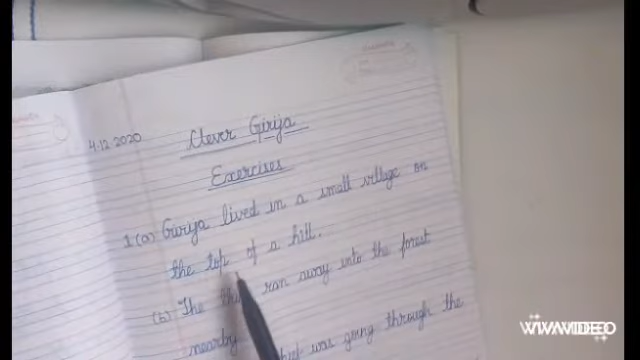 4.12.2020
Clever Girija
Exercises
1(a) Girija lived in a small village on
the top of a hill.
(b) The ran away into the forest
nearby was going through the
VIVAVIDEO